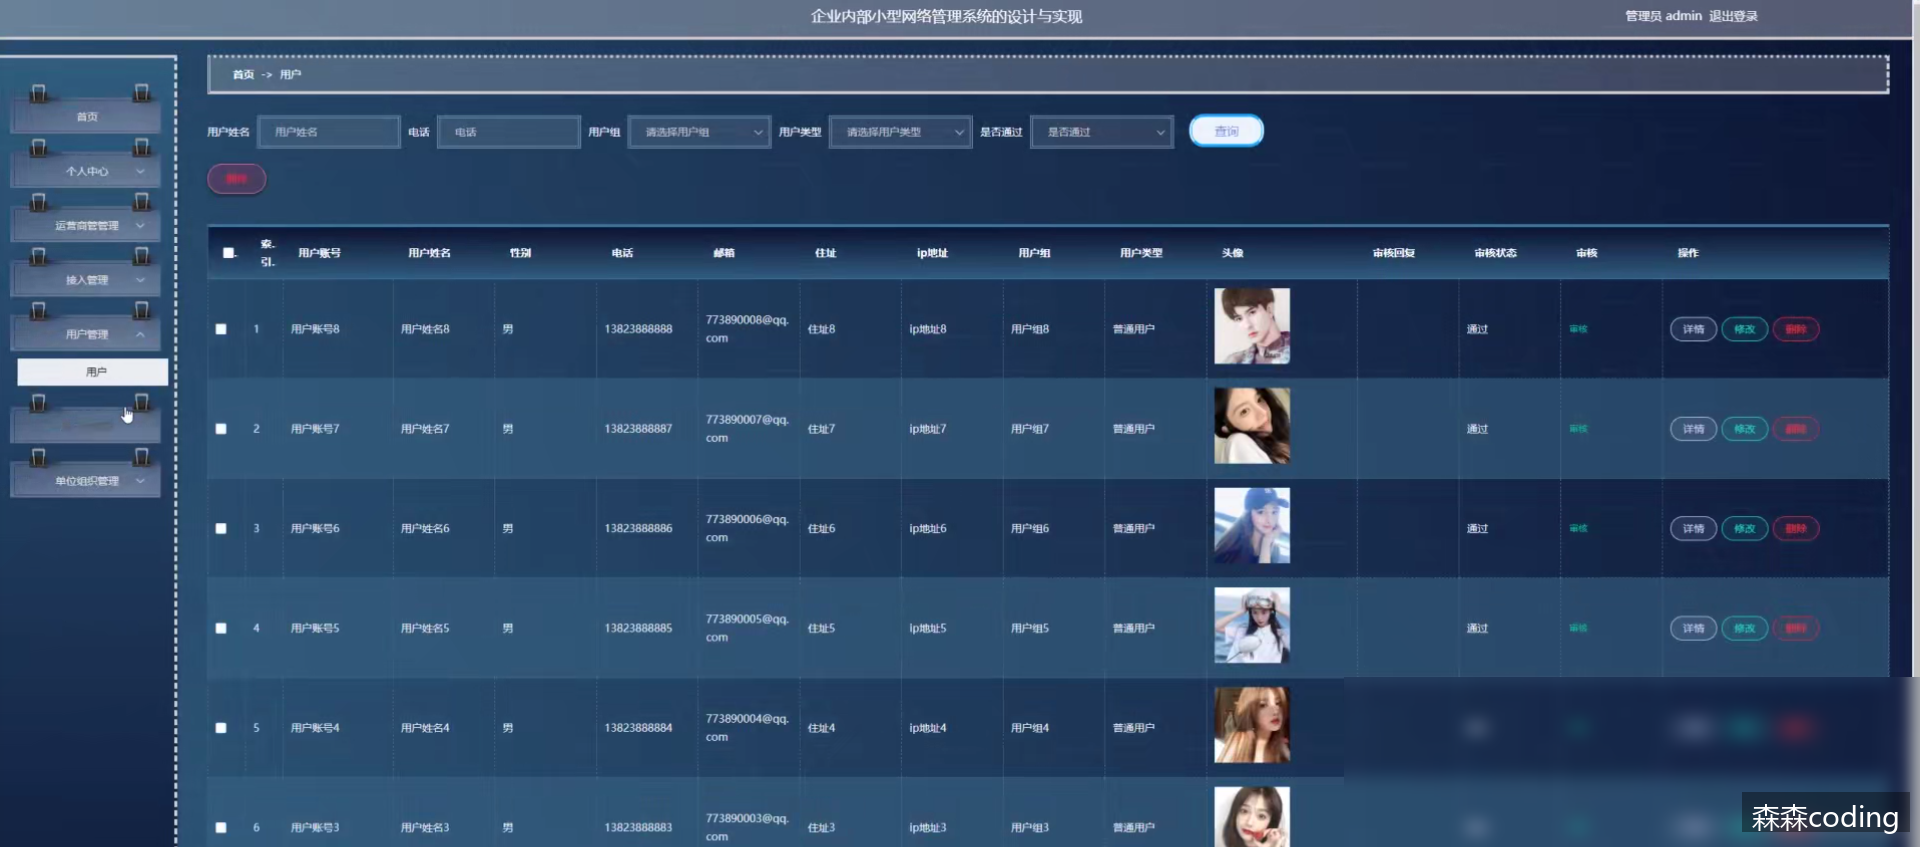 企业内部小型网络管理系统的设计与实现
管理员 admin 退出登录
首页
个人中心
运营商管管理
接入管理
用户管理
用户
单位组织管理
首页 -> 用户
用户姓名 用户姓名 电话 电话 用户组 请选择用户组 用户类型 请选择用户类型 是否通过 是否通过 查询
删除
索引 用户账号 用户姓名 性别 电话 邮箱 住址 ip地址 用户组 用户类型 头像 审核回复 审核状态 审核 操作
1 用户账号8 用户姓名8 男 13823888888 773890008@qq.com 住址8 ip地址8 用户组8 普通用户 通过 审核 详情 修改 删除
2 用户账号7 用户姓名7 男 13823888887 773890007@qq.com 住址7 ip地址7 用户组7 普通用户 通过 审核 详情 修改 删除
3 用户账号6 用户姓名6 男 13823888886 773890006@qq.com 住址6 ip地址6 用户组6 普通用户 通过 审核 详情 修改 删除
4 用户账号5 用户姓名5 男 13823888885 773890005@qq.com 住址5 ip地址5 用户组5 普通用户 通过 审核 详情 修改 删除
5 用户账号4 用户姓名4 男 13823888884 773890004@qq.com 住址4 ip地址4 用户组4 普通用户
6 用户账号3 用户姓名3 男 13823888883 773890003@qq.com 住址3 ip地址3 用户组3 普通用户
森森coding